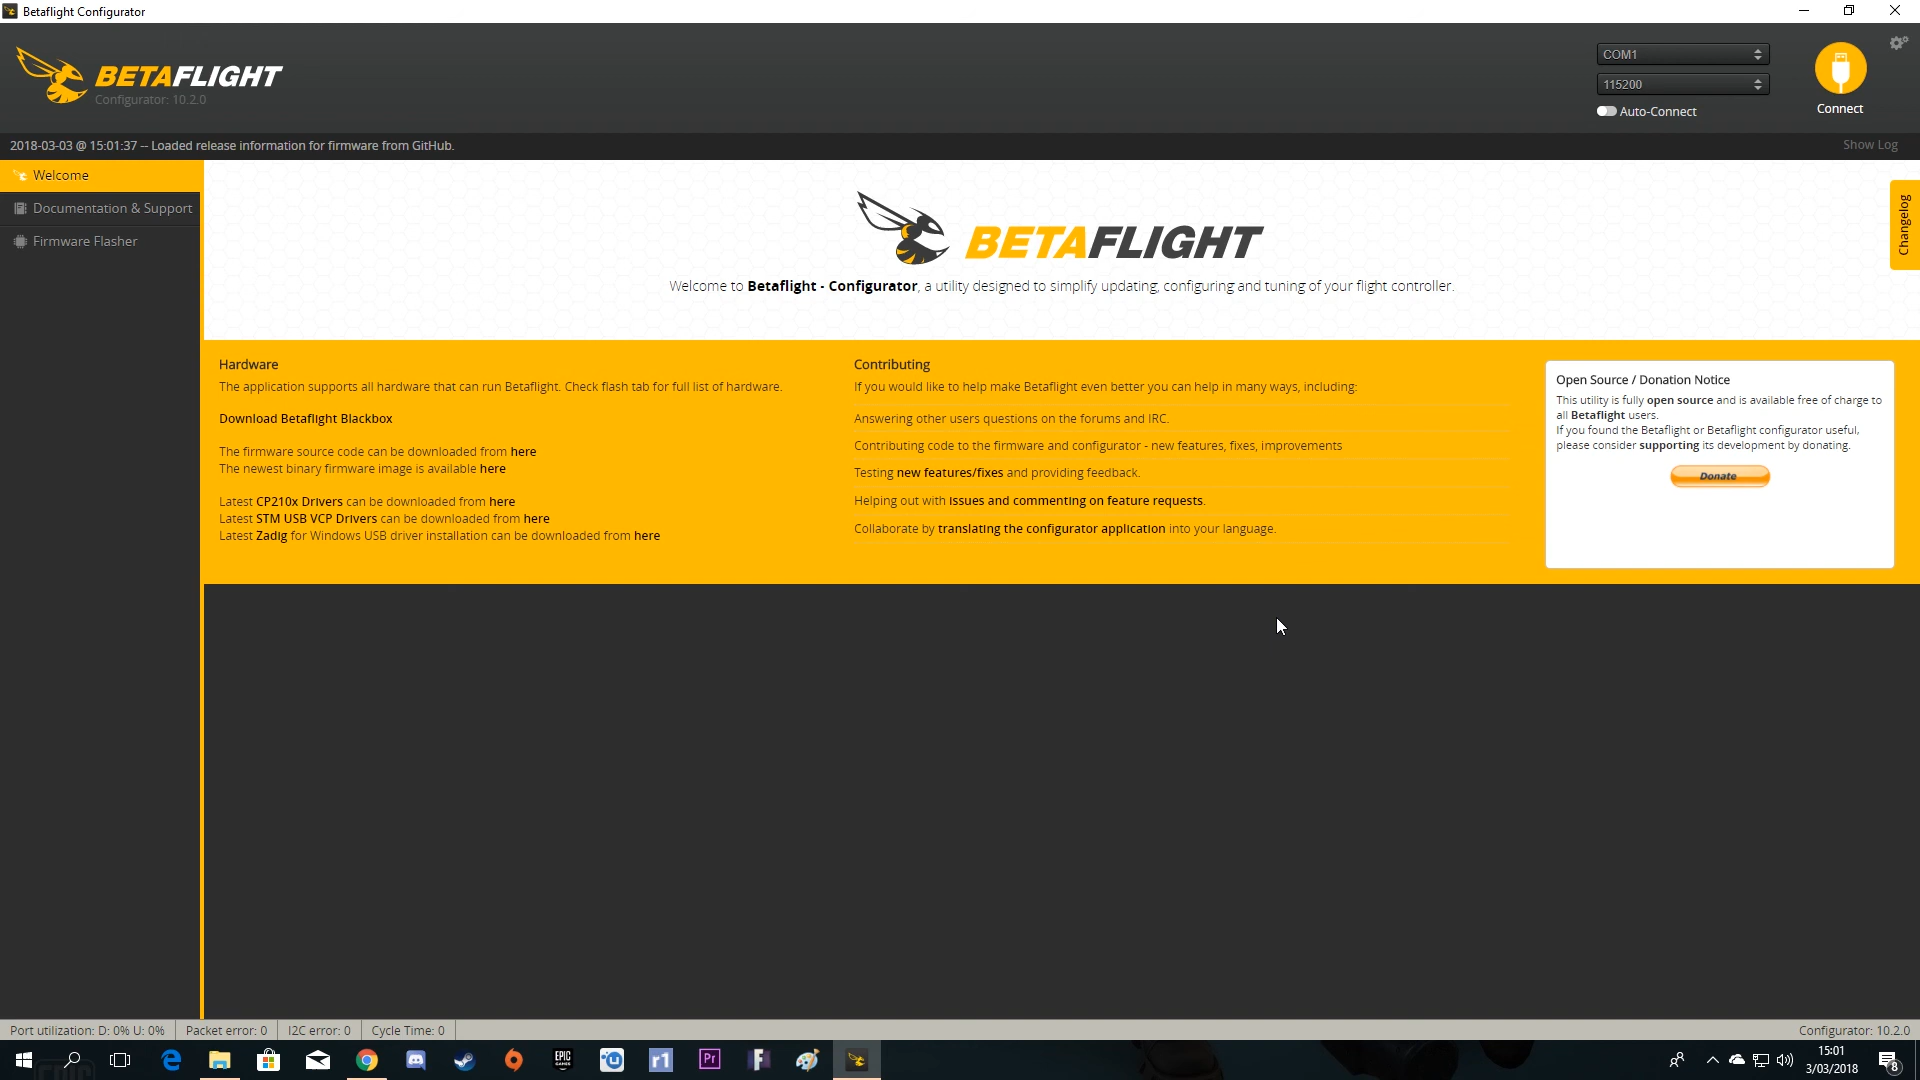 Betaflight Configurator
BETAFLIGHT
Configurator: 10.2.0
COM1
115200
Auto-Connect
Connect
2018-03-03 @ 15:01:37 -- Loaded release information for firmware from GitHub.
Show Log
Welcome
Documentation & Support
Firmware Flasher
BETAFLIGHT
Welcome to Betaflight - Configurator, a utility designed to simplify updating, configuring and tuning of your flight controller.
Changelog
Hardware
The application supports all hardware that can run Betaflight. Check flash tab for full list of hardware.
Download Betaflight Blackbox
The firmware source code can be downloaded from here
The newest binary firmware image is available here
Latest CP210x Drivers can be downloaded from here
Latest STM USB VCP Drivers can be downloaded from here
Latest Zadig for Windows USB driver installation can be downloaded from here
Contributing
If you would like to help make Betaflight even better you can help in many ways, including:
Answering other users questions on the forums and IRC.
Contributing code to the firmware and configurator - new features, fixes, improvements
Testing new features/fixes and providing feedback.
Helping out with issues and commenting on feature requests.
Collaborate by translating the configurator application into your language.
Open Source / Donation Notice
This utility is fully open source and is available free of charge to
all Betaflight users.
If you found the Betaflight or Betaflight configurator useful,
please consider supporting its development by donating.
Donate
Port utilization: D: 0% U: 0%
Packet error: 0
I2C error: 0
Cycle Time: 0
Configurator: 10.2.0
EPIC
GAMES
r1
Pr
F
15:01
3/03/2018
8